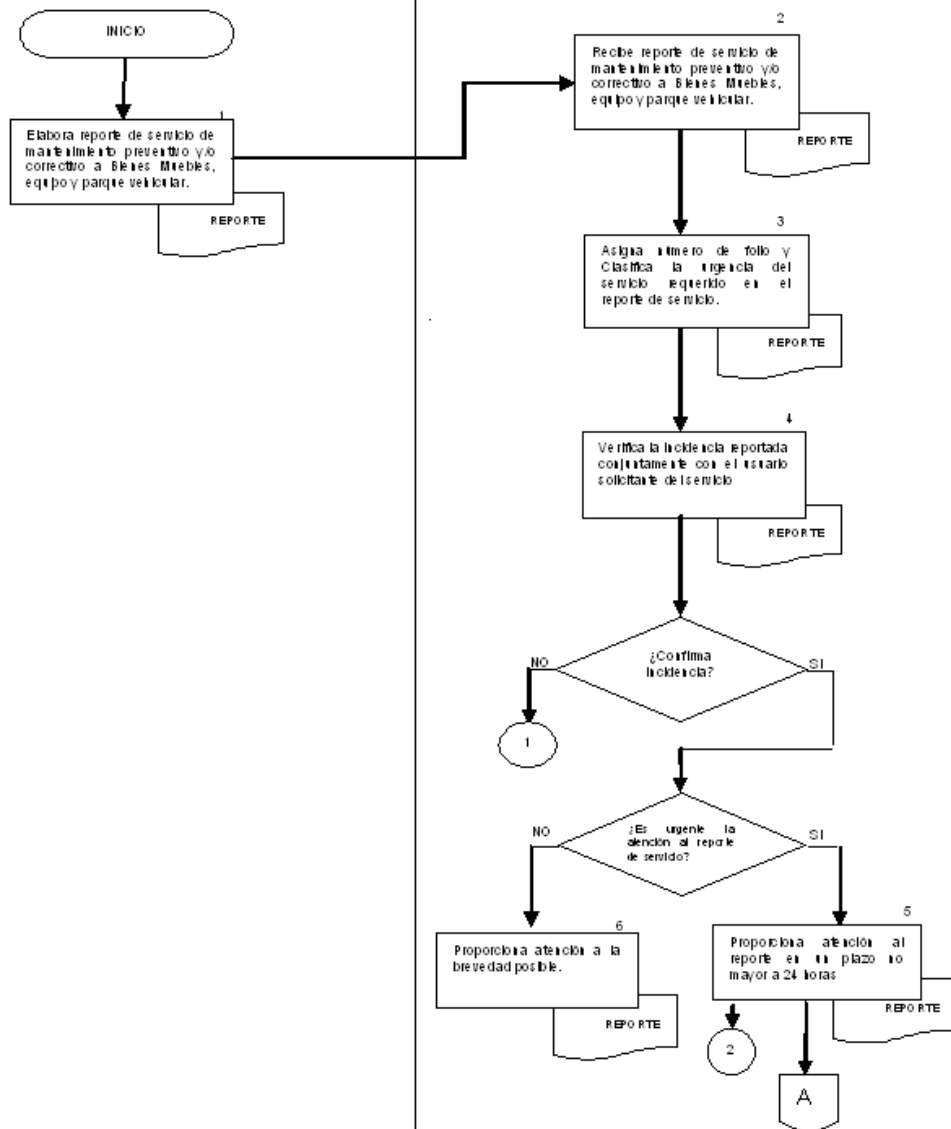 INICIO
1
Elabora reporte de servicio de
mantenimiento preventivo y/o
correctivo a Bienes Muebles,
equipo y parque vehicular.
REPORTE
2
Recibe reporte de servicio de
mantenimiento preventivo y/o
correctivo a Bienes Muebles,
equipo y parque vehicular.
REPORTE
3
Asigna número de folio y
Clasifica la urgencia del
servicio requerido en el
reporte de servicio.
REPORTE
4
Verifica la incidencia reportada
conjuntamente con el usuario
solicitante del servicio
REPORTE
¿Confirma
incidencia?
NO
SI
1
¿Es urgente la
atención al reporte
de servicio?
NO
SI
6
Proporciona atención a la
brevedad posible.
REPORTE
5
Proporciona atención al
reporte en un plazo no
mayor a 24 horas
REPORTE
2
A